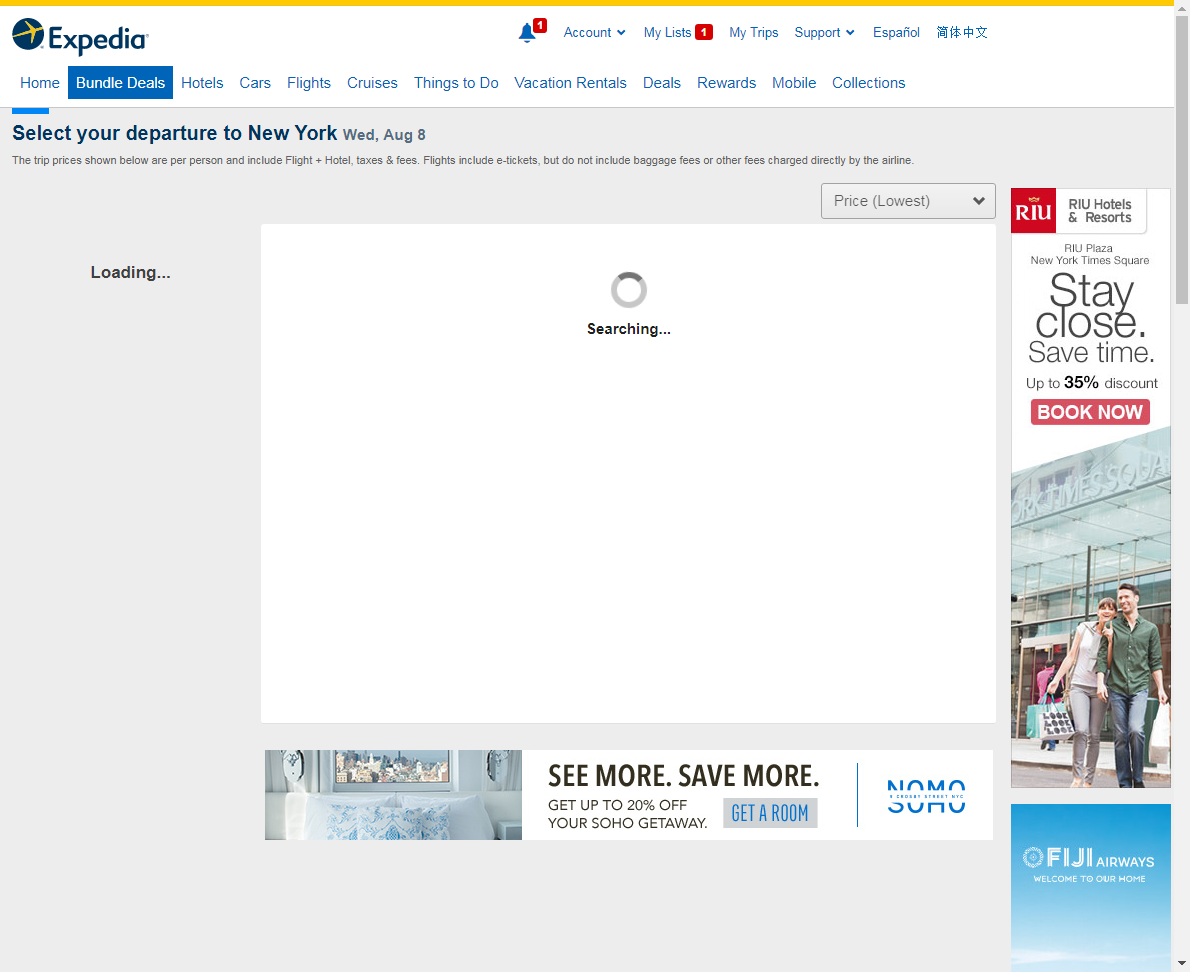 Expedia
1
Account
My Lists 1
My Trips
Support
Español
简体中文
Home
Bundle Deals
Hotels
Cars
Flights
Cruises
Things to Do
Vacation Rentals
Deals
Rewards
Mobile
Collections
Select your departure to New York Wed, Aug 8
The trip prices shown below are per person and include Flight + Hotel, taxes & fees. Flights include e-tickets, but do not include baggage fees or other fees charged directly by the airline.
Price (Lowest)
Loading...
Searching...
RIU
RIU Hotels
& Resorts
RIU Plaza
New York Times Square
Stay
close.
Save time.
Up to 35% discount
BOOK NOW
LOOK
LOOK
LOOK
SEE MORE. SAVE MORE.
GET UP TO 20% OFF
YOUR SOHO GETAWAY.
GET A ROOM
NOMO
9 CROSBY STREET NYC
SOHO
FIJI AIRWAYS
WELCOME TO OUR HOME